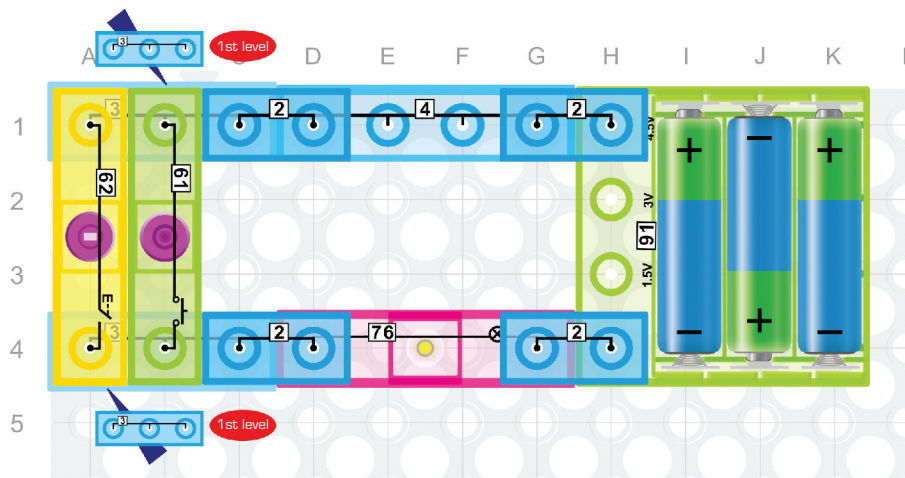 3
1st level
A C D E F G H I J K
1 3 2 4 2 4.5V
+ − +
62 61
2 3V
91
3 1.5V
E
4 3 2 76 2
− + −
5
3
1st level